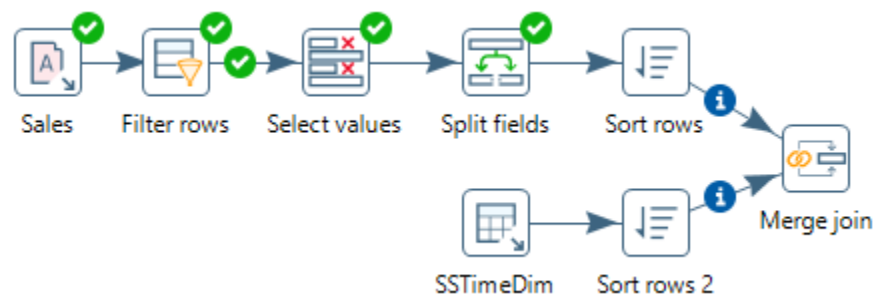 Sales
Filter rows
Select values
Split fields
Sort rows
Merge join
SSTimeDim
Sort rows 2